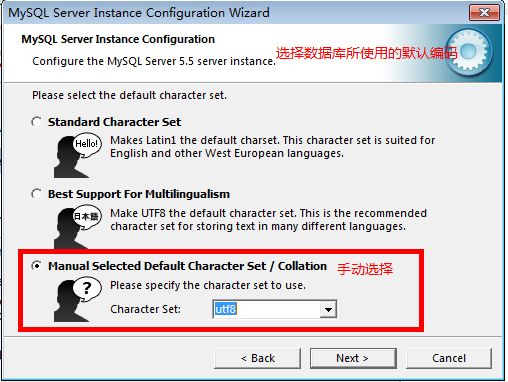 MySQL Server Instance Configuration Wizard
MySQL Server Instance Configuration
Configure the MySQL Server 5.5 server instance.
选择数据库所使用的默认编码
Please select the default character set.
Standard Character Set
Hello!
Makes Latin1 the default charset. This character set is suited for
English and other West European languages.
Best Support For Multilingualism
日本語
Make UTF8 the default character set. This is the recommended
character set for storing text in many different languages.
Manual Selected Default Character Set / Collation
手动选择
?
Please specify the character set to use.
Character Set:
utf8
< Back
Next >
Cancel